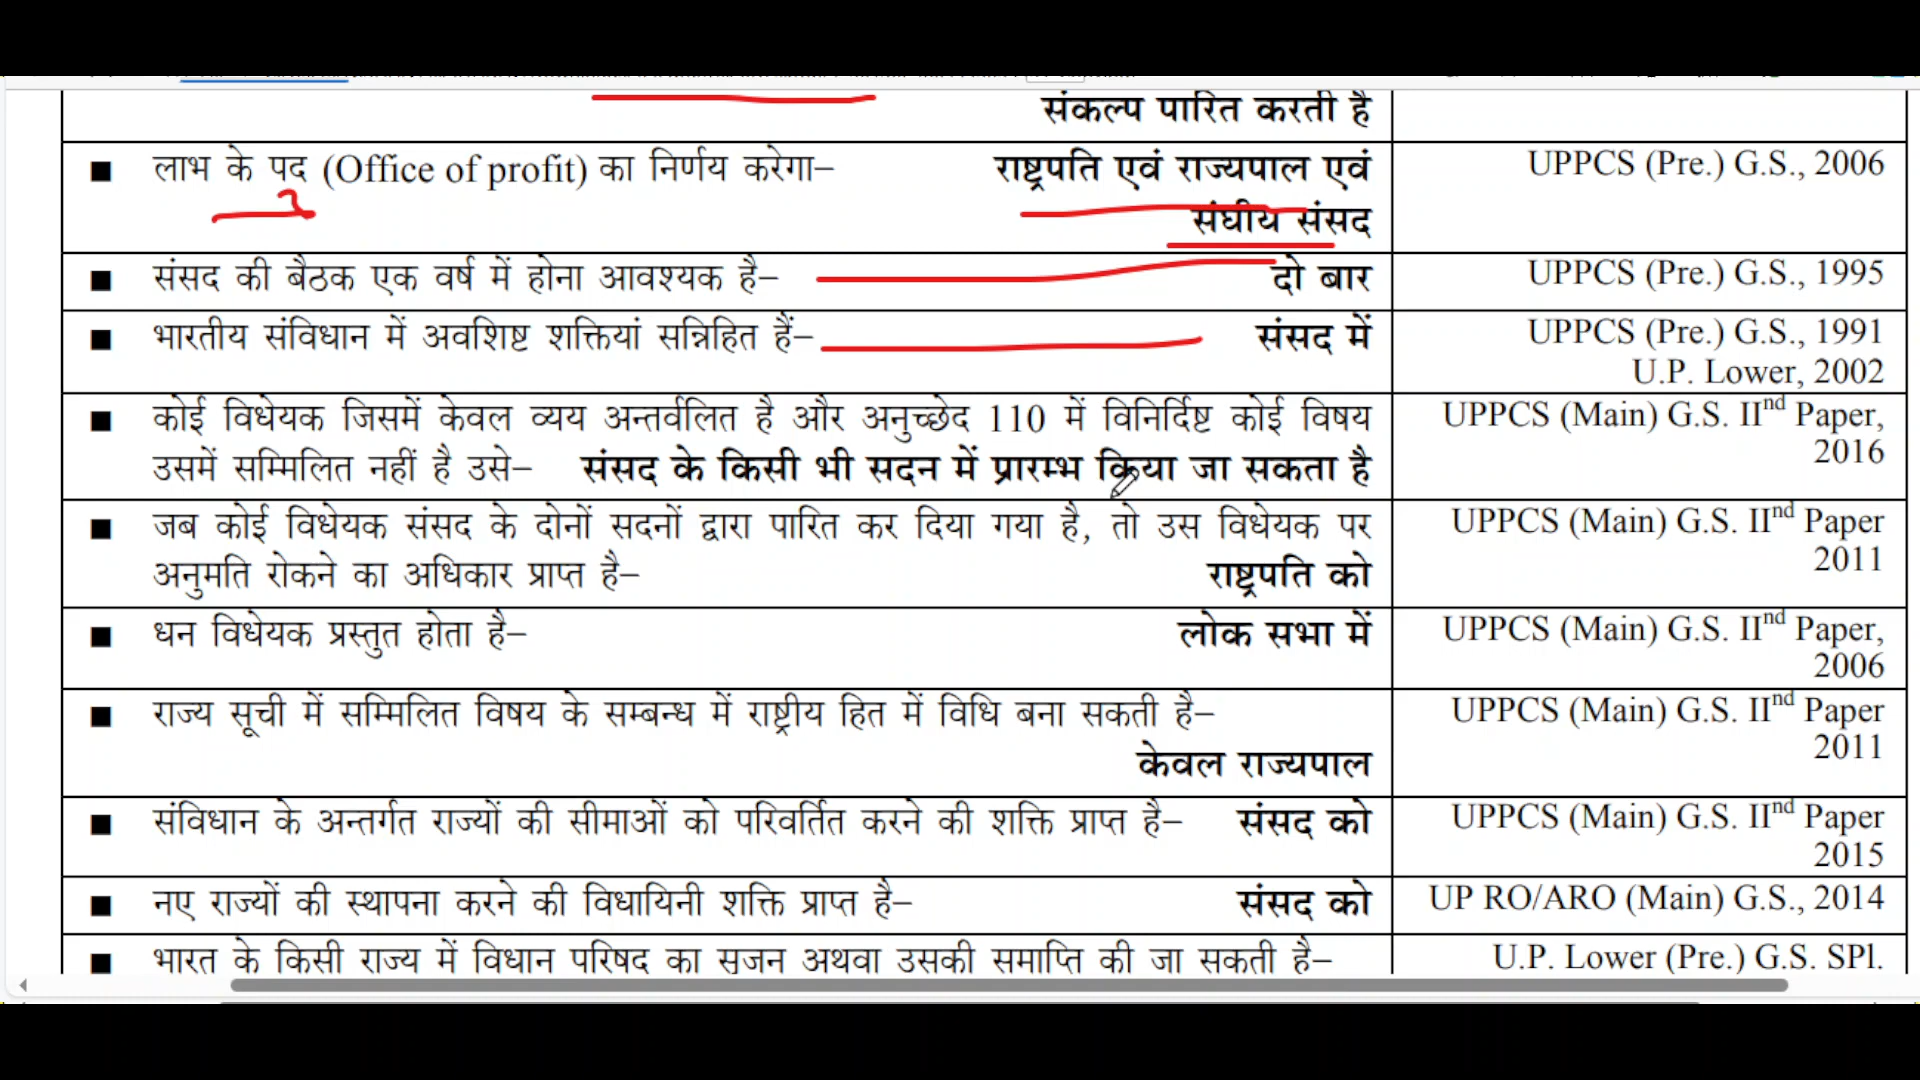 संकल्प पारित करती है
■ लाभ के पद (Office of profit) का निर्णय करेगा– राष्ट्रपति एवं राज्यपाल एवं UPPCS (Pre.) G.S., 2006
संघीय संसद
■ संसद की बैठक एक वर्ष में होना आवश्यक है– दो बार UPPCS (Pre.) G.S., 1995
■ भारतीय संविधान में अवशिष्ट शक्तियां सन्निहित हैं– संसद में UPPCS (Pre.) G.S., 1991
U.P. Lower, 2002
■ कोई विधेयक जिसमें केवल व्यय अन्तर्वलित है और अनुच्छेद 110 में विनिर्दिष्ट कोई विषय UPPCS (Main) G.S. IInd Paper,
उसमें सम्मिलित नहीं है उसे– संसद के किसी भी सदन में प्रारम्भ किया जा सकता है 2016
■ जब कोई विधेयक संसद के दोनों सदनों द्वारा पारित कर दिया गया है, तो उस विधेयक पर UPPCS (Main) G.S. IInd Paper
अनुमति रोकने का अधिकार प्राप्त है– राष्ट्रपति को 2011
■ धन विधेयक प्रस्तुत होता है– लोक सभा में UPPCS (Main) G.S. IInd Paper,
2006
■ राज्य सूची में सम्मिलित विषय के सम्बन्ध में राष्ट्रीय हित में विधि बना सकती है– UPPCS (Main) G.S. IInd Paper
केवल राज्यपाल 2011
■ संविधान के अन्तर्गत राज्यों की सीमाओं को परिवर्तित करने की शक्ति प्राप्त है– संसद को UPPCS (Main) G.S. IInd Paper
2015
■ नए राज्यों की स्थापना करने की विधायिनी शक्ति प्राप्त है– संसद को UP RO/ARO (Main) G.S., 2014
■ भारत के किसी राज्य में विधान परिषद का सृजन अथवा उसकी समाप्ति की जा सकती है– U.P. Lower (Pre.) G.S. SPl.